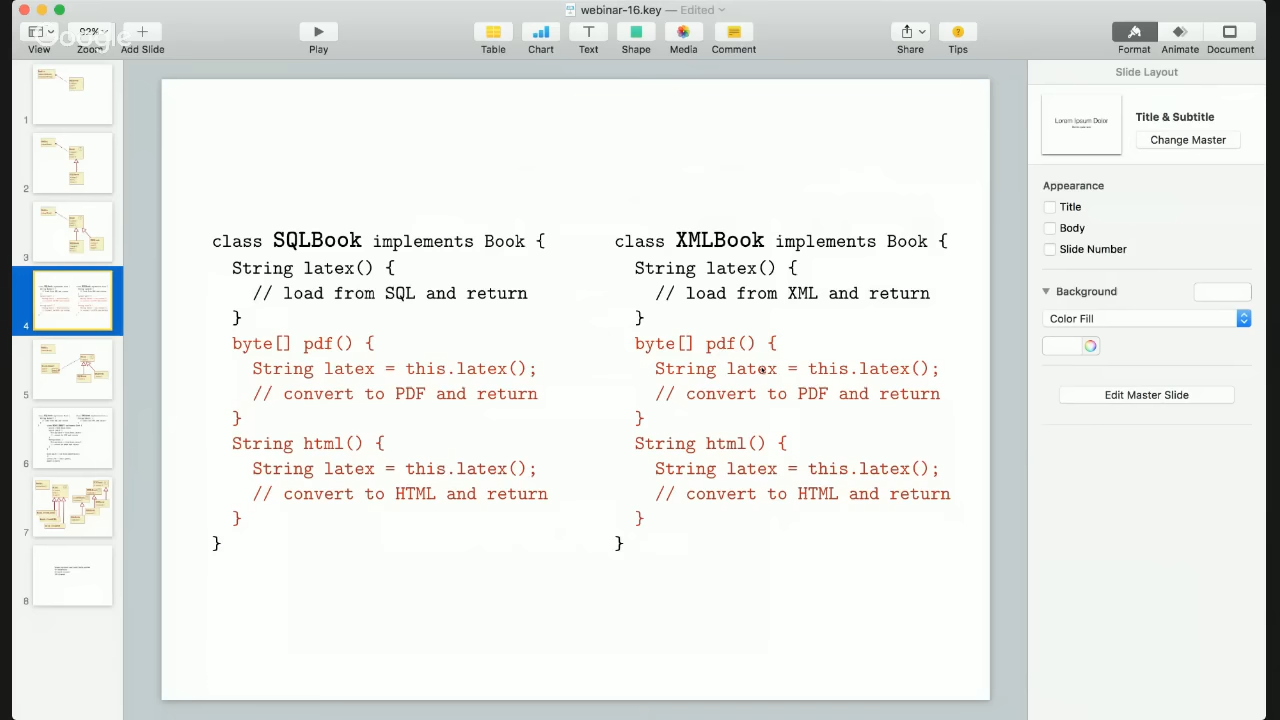 webinar-16.key — Edited
Google
View
Zoom
Add Slide
Play
Table
Chart
Text
Shape
Media
Comment
Share
Tips
Format
Animate
Document
1
2
3
4
5
6
7
8
class SQLBook implements Book {
String latex() {
// load from SQL and return
}
byte[] pdf() {
String latex = this.latex();
// convert to PDF and return
}
String html() {
String latex = this.latex();
// convert to HTML and return
}
}
class XMLBook implements Book {
String latex() {
// load from XML and return
}
byte[] pdf() {
String latex = this.latex();
// convert to PDF and return
}
String html() {
String latex = this.latex();
// convert to HTML and return
}
}
Slide Layout
Lorem Ipsum Dolor
Title & Subtitle
Change Master
Appearance
Title
Body
Slide Number
Background
Color Fill
Edit Master Slide